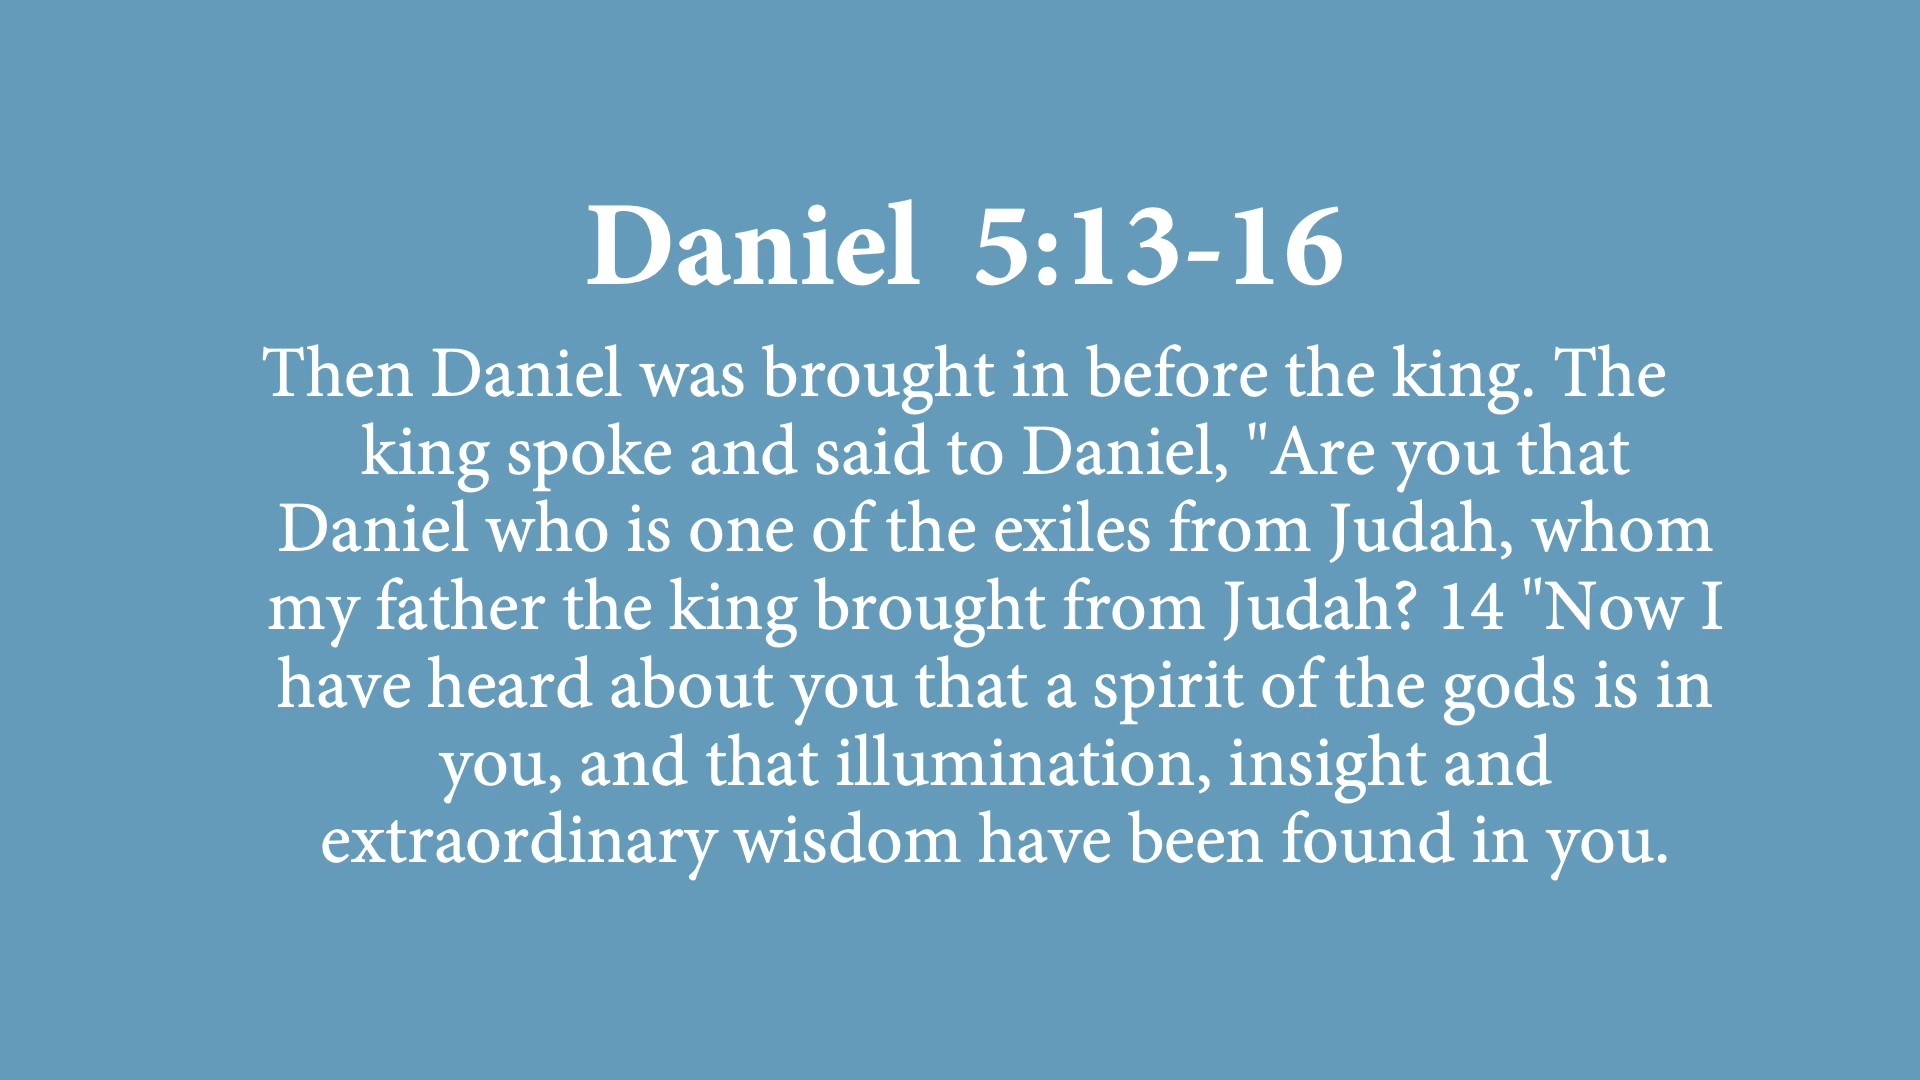 Daniel 5:13-16
Then Daniel was brought in before the king. The
king spoke and said to Daniel, "Are you that
Daniel who is one of the exiles from Judah, whom
my father the king brought from Judah? 14 "Now I
have heard about you that a spirit of the gods is in
you, and that illumination, insight and
extraordinary wisdom have been found in you.